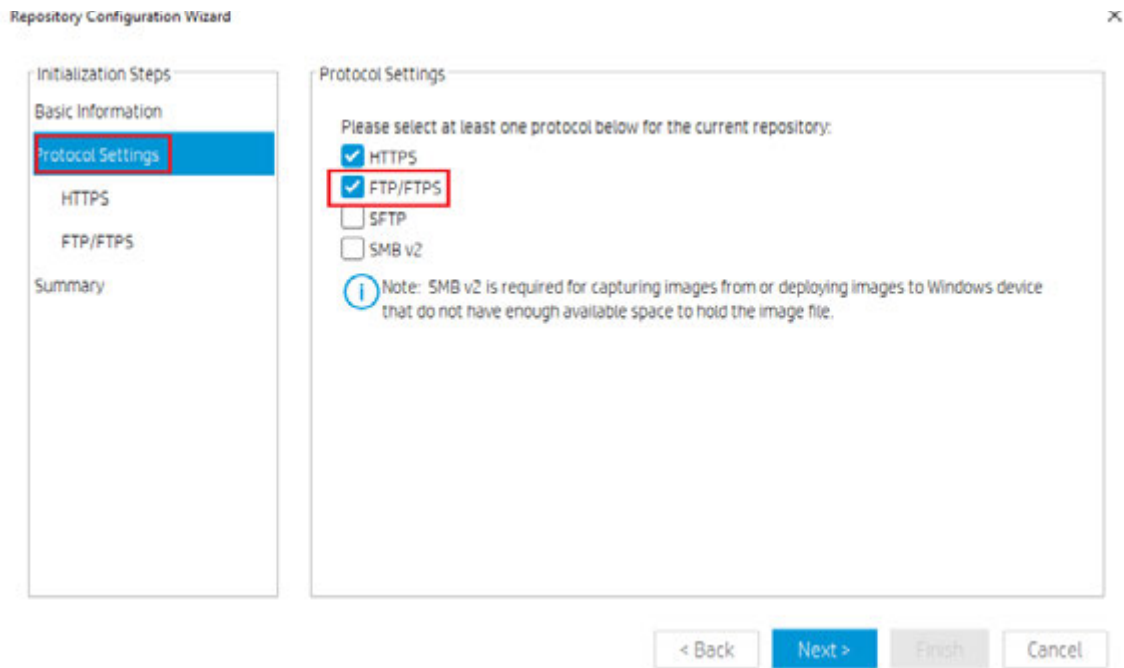 Repository Configuration Wizard
Initialization Steps
Basic Information
Protocol Settings
HTTPS
FTP/FTPS
Summary
Protocol Settings
Please select at least one protocol below for the current repository:
HTTPS
FTP/FTPS
SFTP
SMB v2
Note: SMB v2 is required for capturing images from or deploying images to Windows device
that do not have enough available space to hold the image file.
< Back Next > Finish Cancel